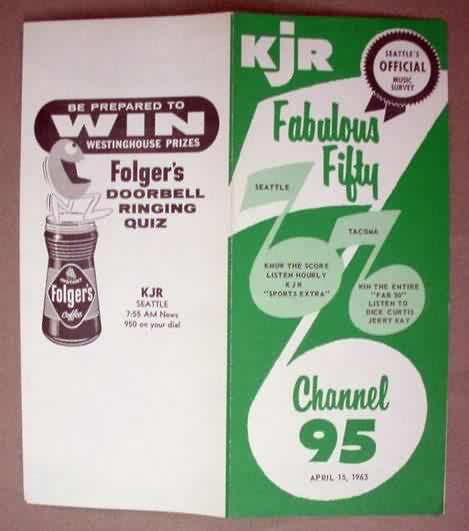 BE PREPARED TO
WIN
WESTINGHOUSE PRIZES
Folger's
DOORBELL
RINGING
QUIZ
INSTANT
Folger's
Coffee
KJR
SEATTLE
7:55 AM News
950 on your dial
KJR
SEATTLE'S
OFFICIAL
MUSIC
SURVEY
Fabulous
Fifty
SEATTLE
KNOW THE SCORE
LISTEN HOURLY
KJR
"SPORTS EXTRA"
TACOMA
WIN THE ENTIRE
"FAB 50"
LISTEN TO
DICK CURTIS
JERRY KAY
Channel
95
APRIL 15, 1963